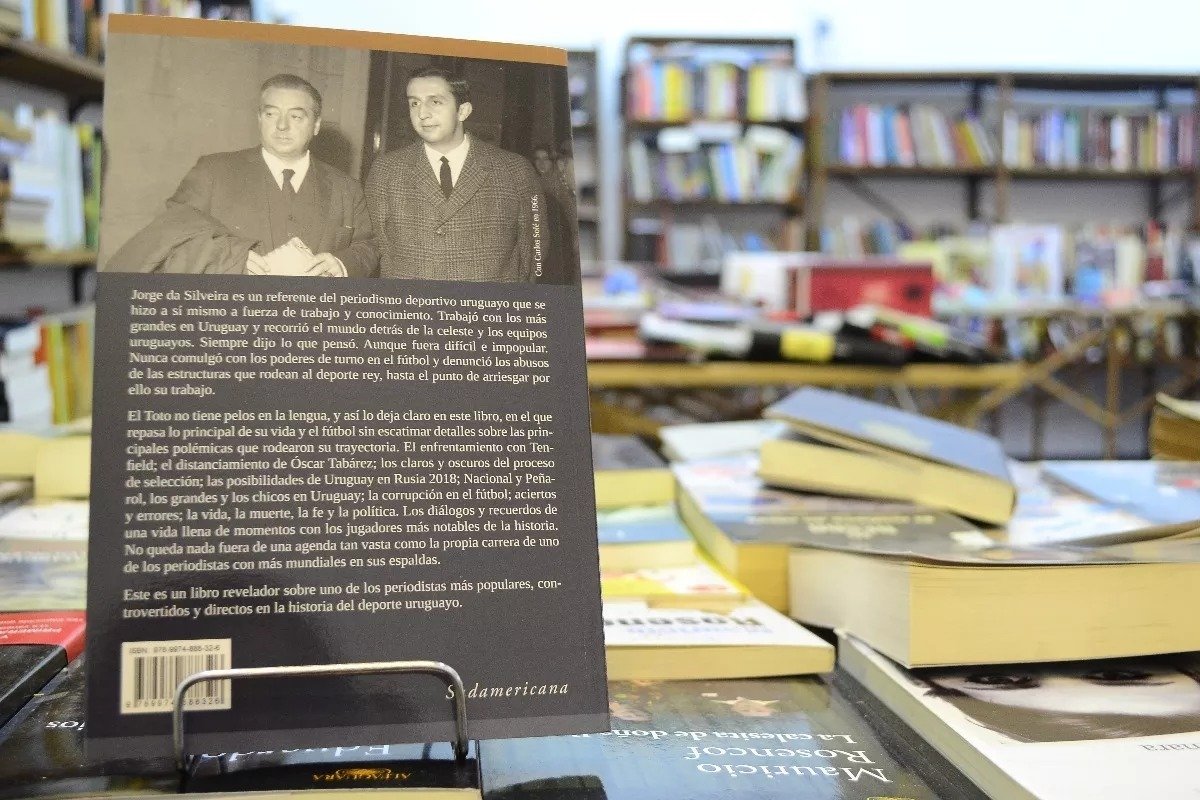 Con Carlos Solé en 1966.
Jorge da Silveira es un referente del periodismo deportivo uruguayo que se
hizo a sí mismo a fuerza de trabajo y conocimiento. Trabajó con los más
grandes en Uruguay y recorrió el mundo detrás de la celeste y los equipos
uruguayos. Siempre dijo lo que pensó. Aunque fuera difícil e impopular.
Nunca comulgó con los poderes de turno en el fútbol y denunció los abusos
de las estructuras que rodean al deporte rey, hasta el punto de arriesgar por
ello su trabajo.
El Toto no tiene pelos en la lengua, y así lo deja claro en este libro, en el que
repasa lo principal de su vida y el fútbol sin escatimar detalles sobre las prin-
cipales polémicas que rodearon su trayectoria. El enfrentamiento con Ten-
field; el distanciamiento de Óscar Tabárez; los claros y oscuros del proceso
de selección; las posibilidades de Uruguay en Rusia 2018; Nacional y Peña-
rol, los grandes y los chicos en Uruguay; la corrupción en el fútbol; aciertos
y errores; la vida, la muerte, la fe y la política. Los diálogos y recuerdos de
una vida llena de momentos con los jugadores más notables de la historia.
No queda nada fuera de una agenda tan vasta como la propia carrera de uno
de los periodistas con más mundiales en sus espaldas.
Este es un libro revelador sobre uno de los periodistas más populares, con-
trovertidos y directos en la historia del deporte uruguayo.
ISBN: 978-9974-888-32-6
9789974888326
Sudamericana
ALFAGUARA
La calesita de doña
Rosencof
Mauricio